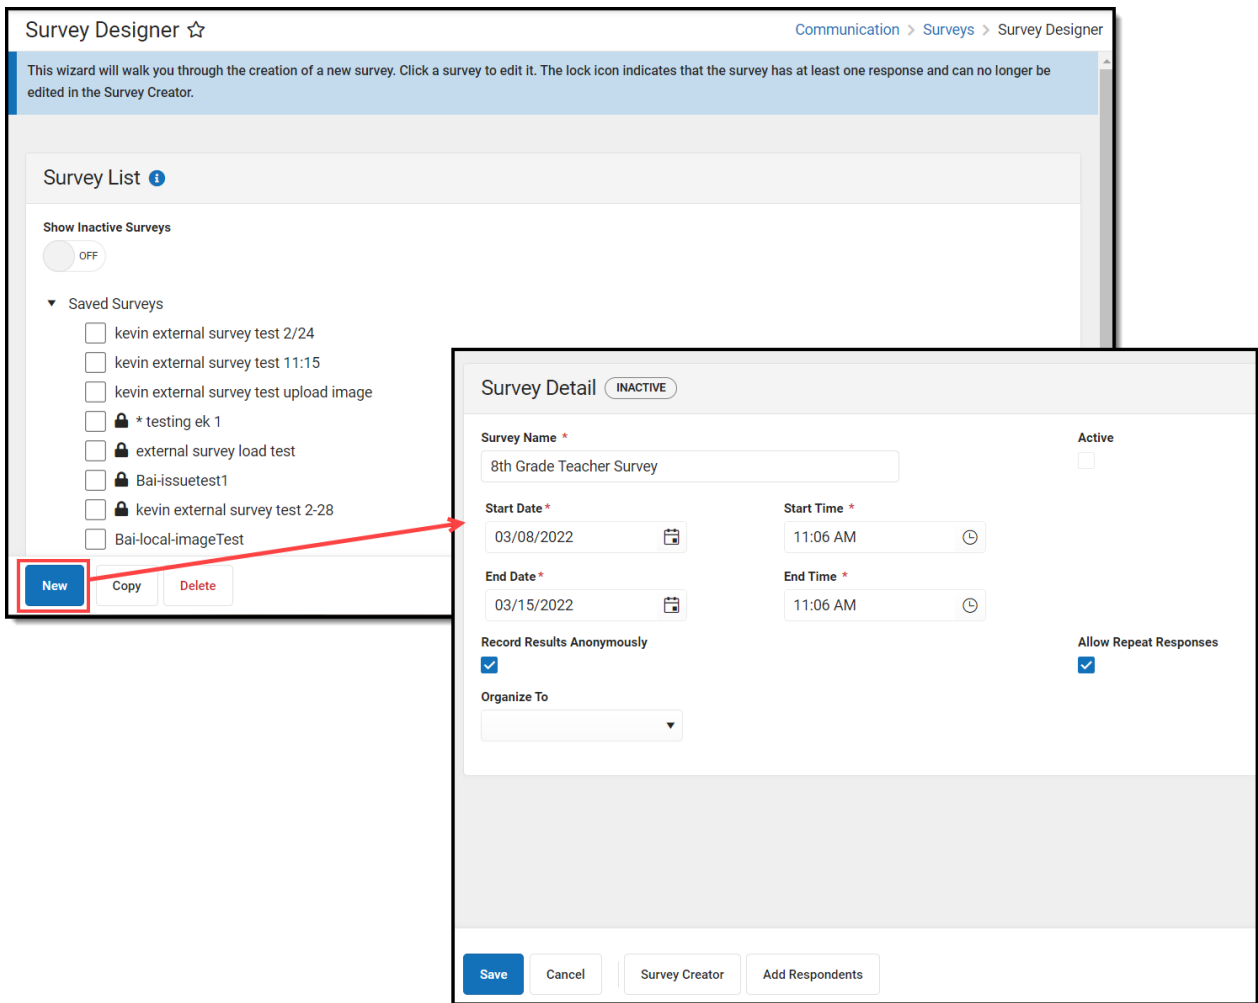 Survey Designer
Communication > Surveys > Survey Designer
This wizard will walk you through the creation of a new survey. Click a survey to edit it. The lock icon indicates that the survey has at least one response and can no longer be
edited in the Survey Creator.
Survey List
Show Inactive Surveys
OFF
Saved Surveys
kevin external survey test 2/24
kevin external survey test 11:15
kevin external survey test upload image
* testing ek 1
external survey load test
Bai-issuetest1
kevin external survey test 2-28
Bai-local-imageTest
New Copy Delete
Survey Detail INACTIVE
Survey Name * Active
8th Grade Teacher Survey
Start Date* Start Time *
03/08/2022 11:06 AM
End Date* End Time *
03/15/2022 11:06 AM
Record Results Anonymously Allow Repeat Responses
Organize To
Save Cancel Survey Creator Add Respondents